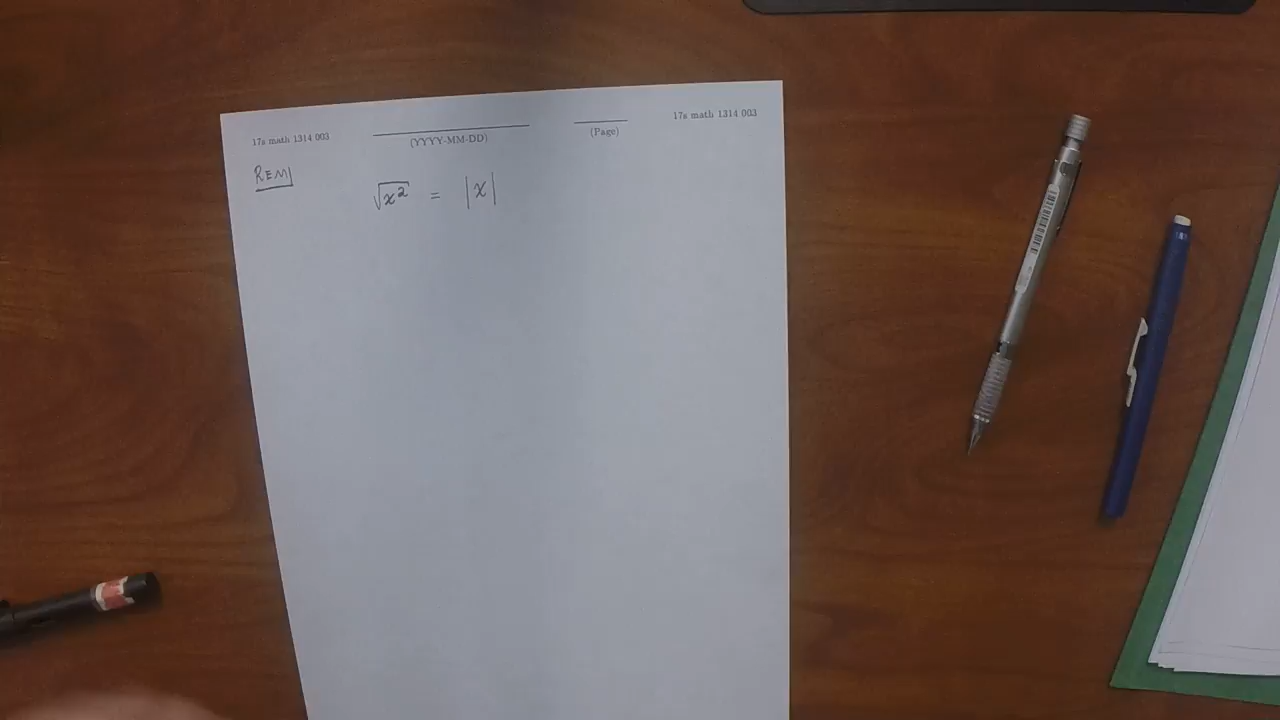 17s math 1314 003 (YYYY-MM-DD) (Page) 17s math 1314 003
REM √x² = |x|